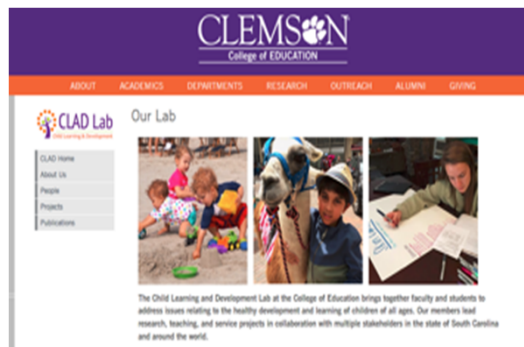 CLEMSON
College of EDUCATION
ABOUT ACADEMICS DEPARTMENTS RESEARCH OUTREACH ALUMNI GIVING
CLAD Lab
Child Learning & Development
Our Lab
CLAD Home
About Us
People
Projects
Publications
The Child Learning and Development Lab at the College of Education brings together faculty and students to
address issues relating to the healthy development and learning of children of all ages. Our members lead
research, teaching, and service projects in collaboration with multiple stakeholders in the state of South Carolina
and around the world.